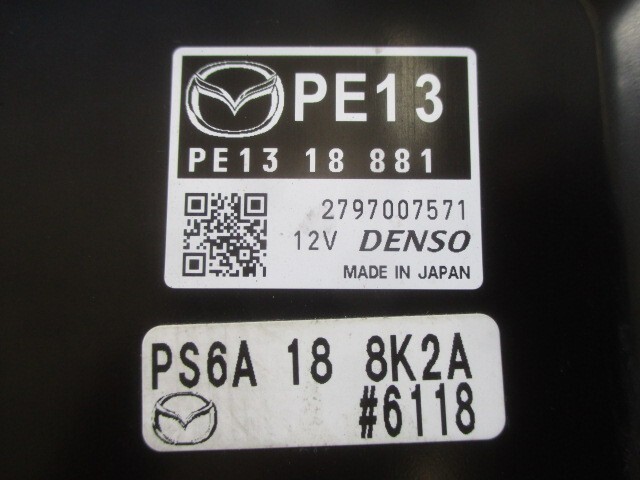 PE13
PE13 18 881
2797007571
12V DENSO
MADE IN JAPAN
PS6A 18 8K2A
#6118